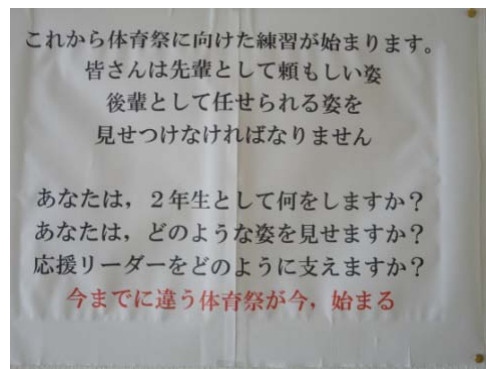 これから体育祭に向けた練習が始まります。
皆さんは先輩として頼もしい姿
後輩として任せられる姿を
見せつけなければなりません
あなたは，２年生として何をしますか？
あなたは，どのような姿を見せますか？
応援リーダーをどのように支えますか？
今までに違う体育祭が今，始まる